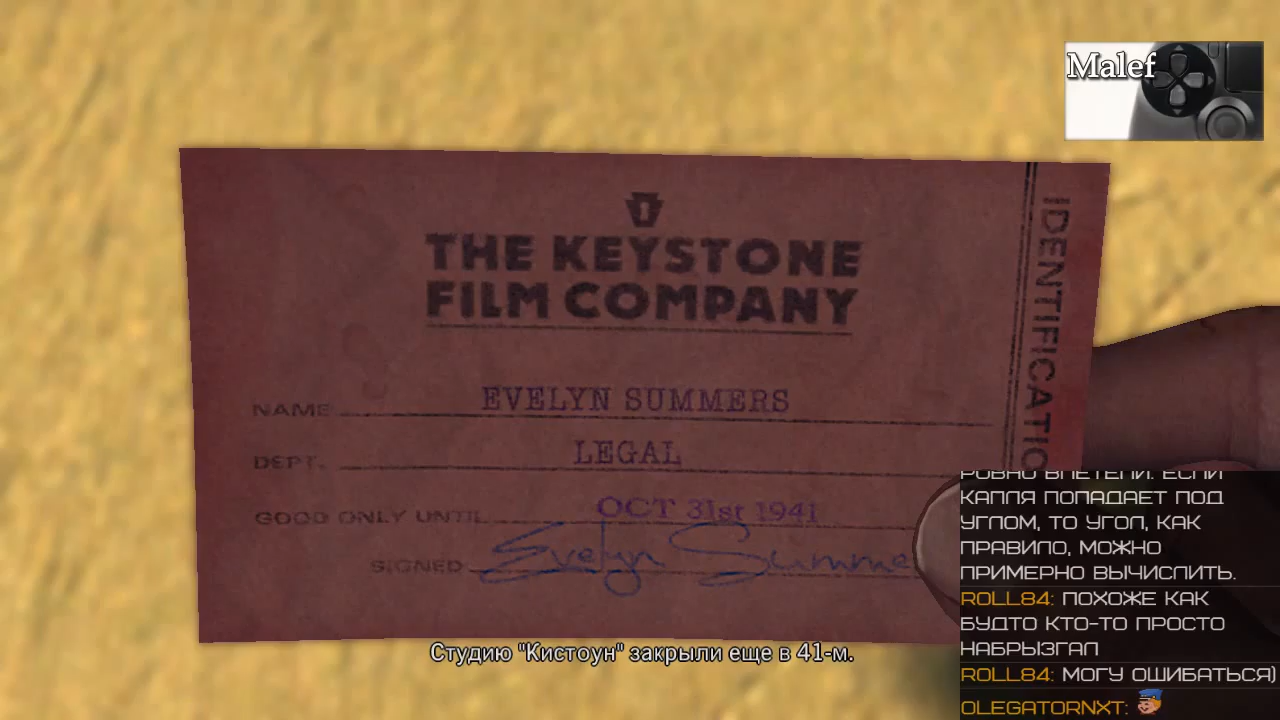 Malef
THE KEYSTONE
FILM COMPANY
IDENTIFICATIO
NAME EVELYN SUMMERS
DEPT. LEGAL
GOOD ONLY UNTIL OCT 31st 1941
SIGNED Evelyn Summe
Студию "Кистоун" закрыли еще в 41-м.
РОВНО ВЛЕТЕЛИ. ЕСЛИ
КАПЛЯ ПОПАДАЕТ ПОД
УГЛОМ, ТО УГОЛ, КАК
ПРАВИЛО, МОЖНО
ПРИМЕРНО ВЫЧИСЛИТЬ.
ROLL84: ПОХОЖЕ КАК
БУДТО КТО-ТО ПРОСТО
НАБРЫЗГАЛ
ROLL84: МОГУ ОШИБАТЬСЯ)
OLEGATORNXT: